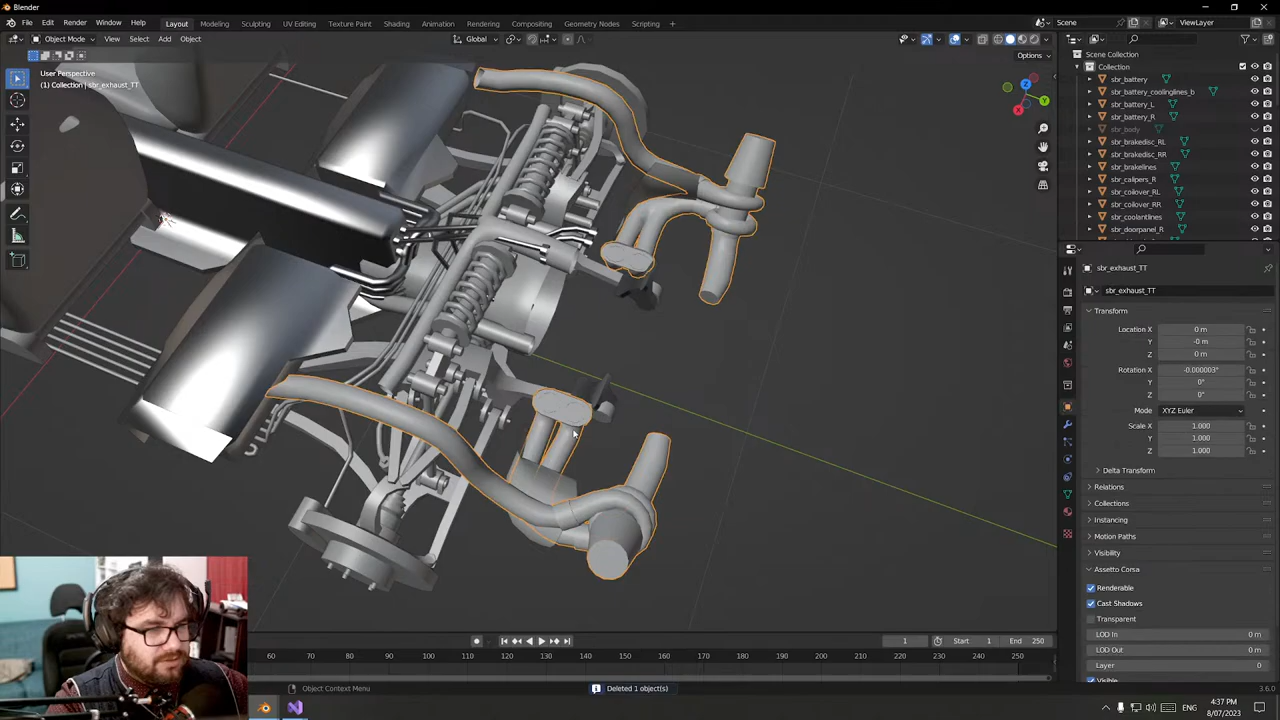 Blender
File Edit Render Window Help Layout Modeling Sculpting UV Editing Texture Paint Shading Animation Rendering Compositing Geometry Nodes Scripting + Scene ViewLayer
Object Mode View Select Add Object Global
Options
User Perspective
(1) Collection | sbr_exhaust_TT
X
Y
Z
Scene Collection
Collection
sbr_battery
sbr_battery_coolinglines_b
sbr_battery_L
sbr_battery_R
sbr_body
sbr_brakedisc_RL
sbr_brakedisc_RR
sbr_brakelines
sbr_calipers_R
sbr_coilover_RL
sbr_coilover_RR
sbr_coolantlines
sbr_doorpanel_R
sbr_exhaust_TT
sbr_exhaust_TT
Transform
Location X 0 m
Y -0 m
Z 0 m
Rotation X -0.000003°
Y 0°
Z 0°
Mode XYZ Euler
Scale X 1.000
Y 1.000
Z 1.000
Delta Transform
Relations
Collections
Instancing
Motion Paths
Visibility
Assetto Corsa
Renderable
Cast Shadows
Transparent
LOD In 0 m
LOD Out 0 m
Layer 0
Visible
1 Start 1 End 250
60 70 80 90 100 110 120 130 140 150 160 170 180 190 200 210 220 230 240 250
Object Context Menu Deleted 1 object(s) 3.6.0
4:37 PM
ENG
8/07/2023